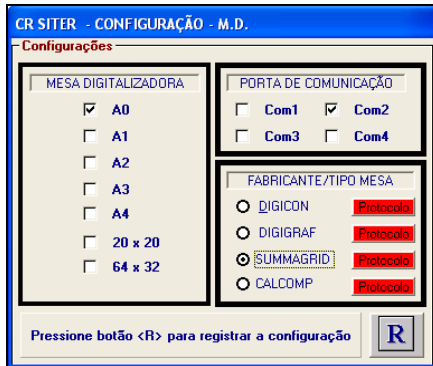 CR SITER - CONFIGURAÇÃO - M.D.
Configurações
MESA DIGITALIZADORA
A0
A1
A2
A3
A4
20 x 20
64 x 32
PORTA DE COMUNICAÇÃO
Com1 Com2
Com3 Com4
FABRICANTE/TIPO MESA
DIGICON Protocolo
DIGIGRAF Protocolo
SUMMAGRID Protocolo
CALCOMP Protocolo
Pressione botão <R> para registrar a configuração R